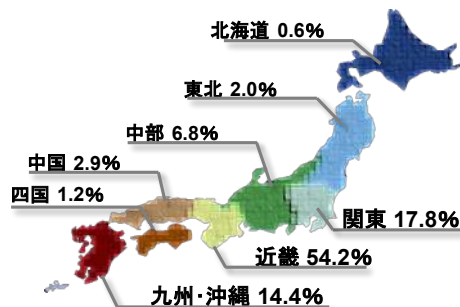 北海道 0.6%
東北 2.0%
中部 6.8%
中国 2.9%
四国 1.2%
関東 17.8%
近畿 54.2%
九州･沖縄 14.4%